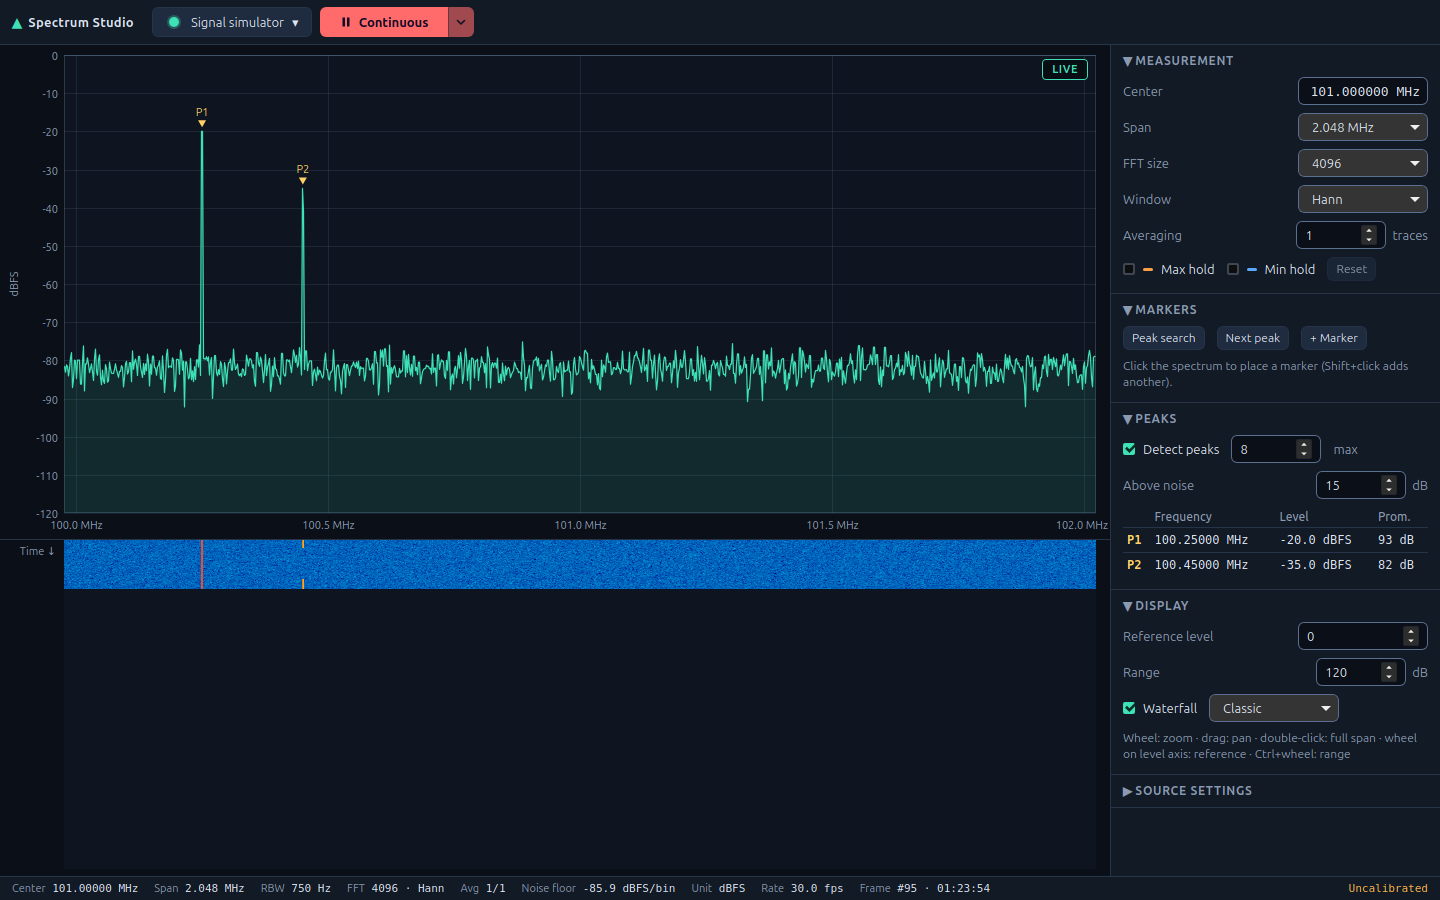 ▲ Spectrum Studio
Signal simulator ▾
Continuous
LIVE
P1
P2
0
-10
-20
-30
-40
-50
-60
-70
-80
-90
-100
-110
-120
dBFS
100.0 MHz 100.5 MHz 101.0 MHz 101.5 MHz 102.0 MHz
Time ↓
▼ MEASUREMENT
Center 101.000000 MHz
Span 2.048 MHz
FFT size 4096
Window Hann
Averaging 1 traces
Max hold Min hold Reset
▼ MARKERS
Peak search Next peak + Marker
Click the spectrum to place a marker (Shift+click adds
another).
▼ PEAKS
Detect peaks 8 max
Above noise 15 dB
Frequency Level Prom.
P1 100.25000 MHz -20.0 dBFS 93 dB
P2 100.45000 MHz -35.0 dBFS 82 dB
▼ DISPLAY
Reference level 0
Range 120 dB
Waterfall Classic
Wheel: zoom · drag: pan · double-click: full span · wheel
on level axis: reference · Ctrl+wheel: range
▶ SOURCE SETTINGS
Center 101.00000 MHz Span 2.048 MHz RBW 750 Hz FFT 4096 · Hann Avg 1/1 Noise floor -85.9 dBFS/bin Unit dBFS Rate 30.0 fps Frame #95 · 01:23:54 Uncalibrated